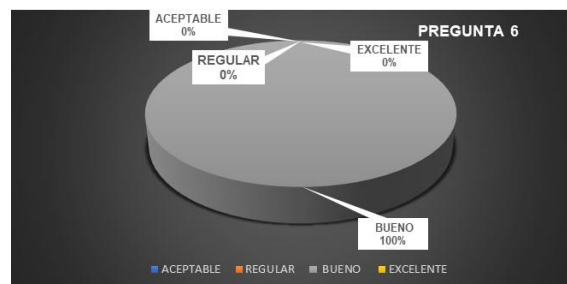 PREGUNTA 6
ACEPTABLE
0%
REGULAR
0%
EXCELENTE
0%
BUENO
100%
ACEPTABLE REGULAR BUENO EXCELENTE